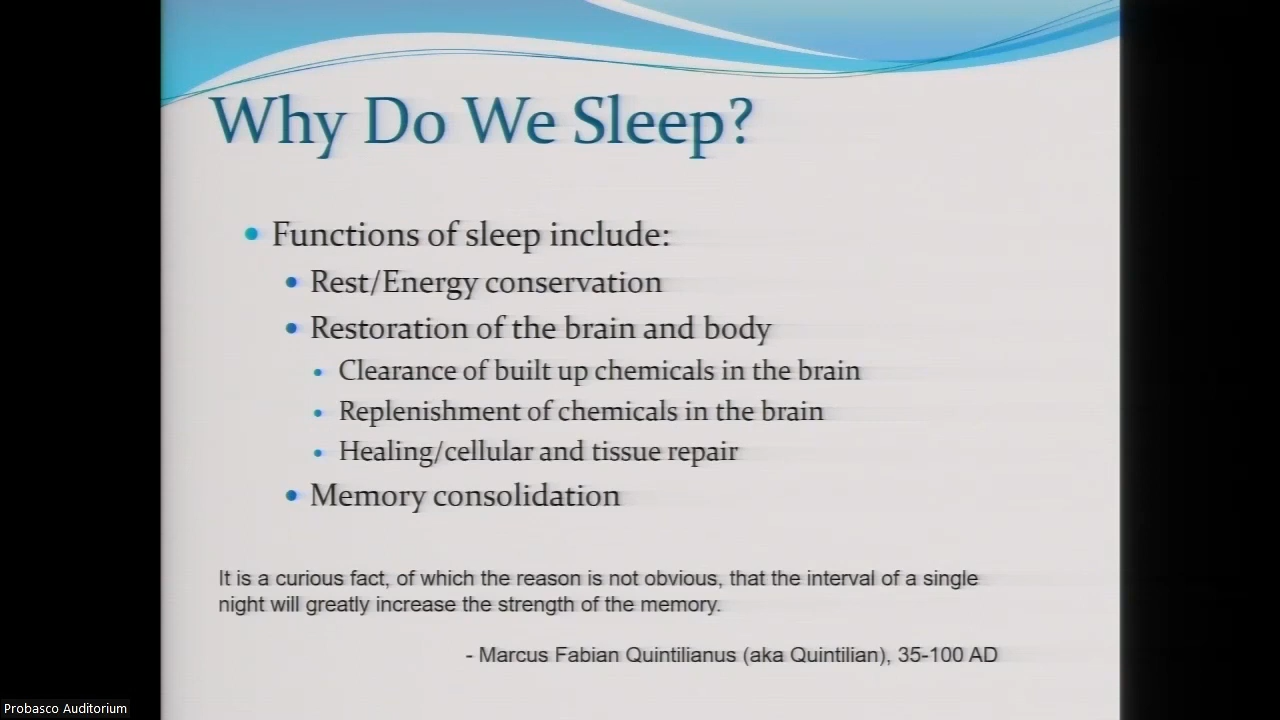 Why Do We Sleep?
Functions of sleep include:
Rest/Energy conservation
Restoration of the brain and body
Clearance of built up chemicals in the brain
Replenishment of chemicals in the brain
Healing/cellular and tissue repair
Memory consolidation
It is a curious fact, of which the reason is not obvious, that the interval of a single
night will greatly increase the strength of the memory.
- Marcus Fabian Quintilianus (aka Quintilian), 35-100 AD
Probasco Auditorium